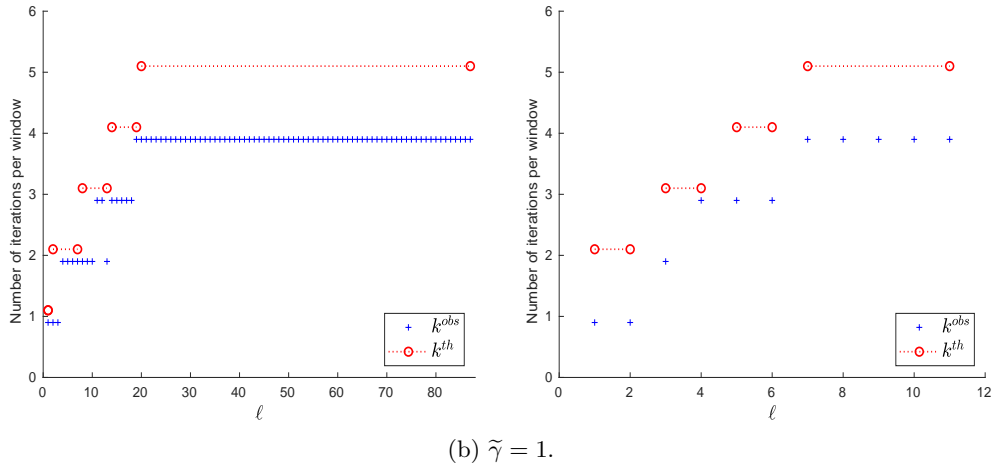 Number of iterations per window
6
5
4
3
2
1
0
0 10 20 30 40 50 60 70 80
ℓ
k^{obs}
k^{th}
Number of iterations per window
6
5
4
3
2
1
0
0 2 4 6 8 10 12
ℓ
k^{obs}
k^{th}
(b) γ̃ = 1.